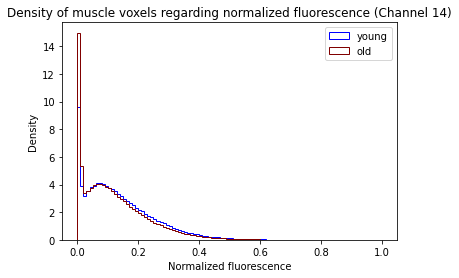 Density of muscle voxels regarding normalized fluorescence (Channel 14)
young
old
Density
14
12
10
8
6
4
2
0
0.0 0.2 0.4 0.6 0.8 1.0
Normalized fluorescence